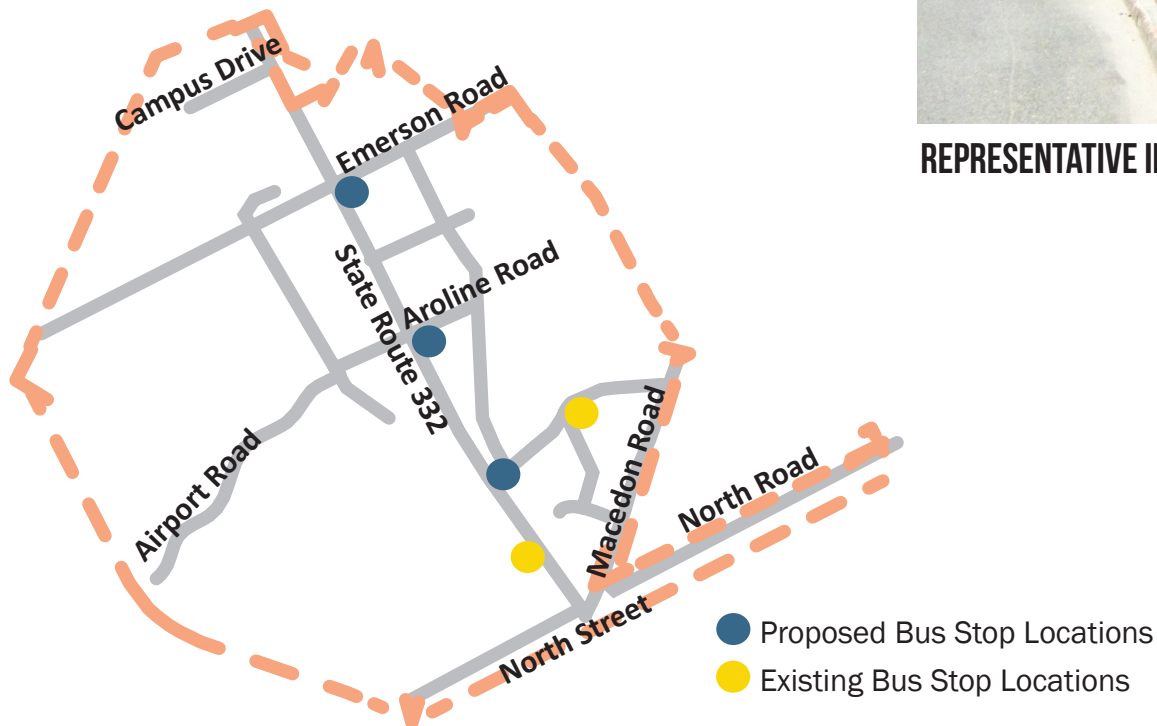 Campus Drive
Emerson Road
REPRESENTATIVE
State Route 332
Aroline Road
Airport Road
Macedon Road
North Road
North Street
Proposed Bus Stop Locations
Existing Bus Stop Locations